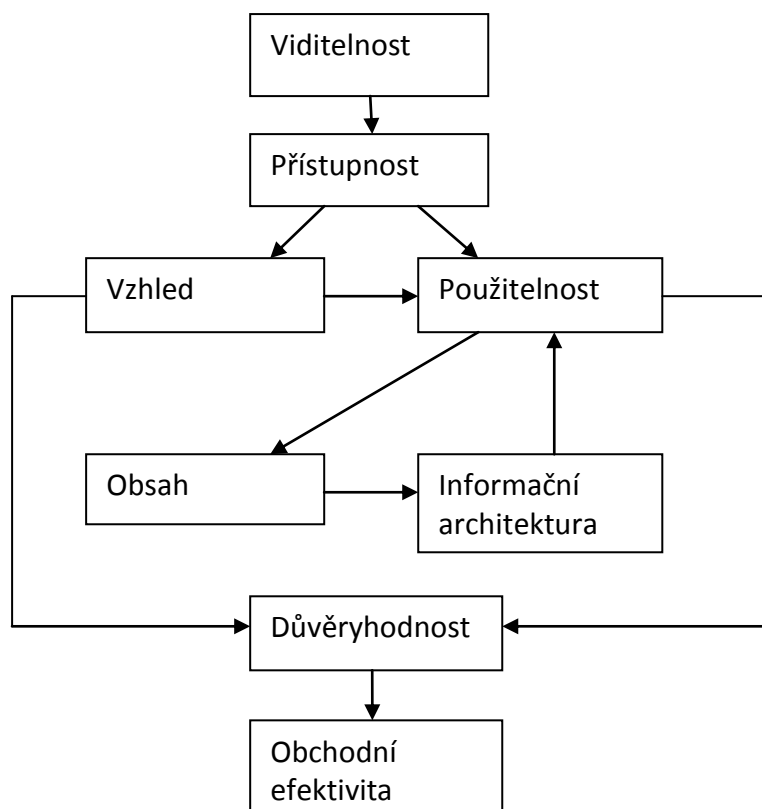 Viditelnost
Přístupnost
Vzhled
Použitelnost
Obsah
Informační
architektura
Důvěryhodnost
Obchodní
efektivita